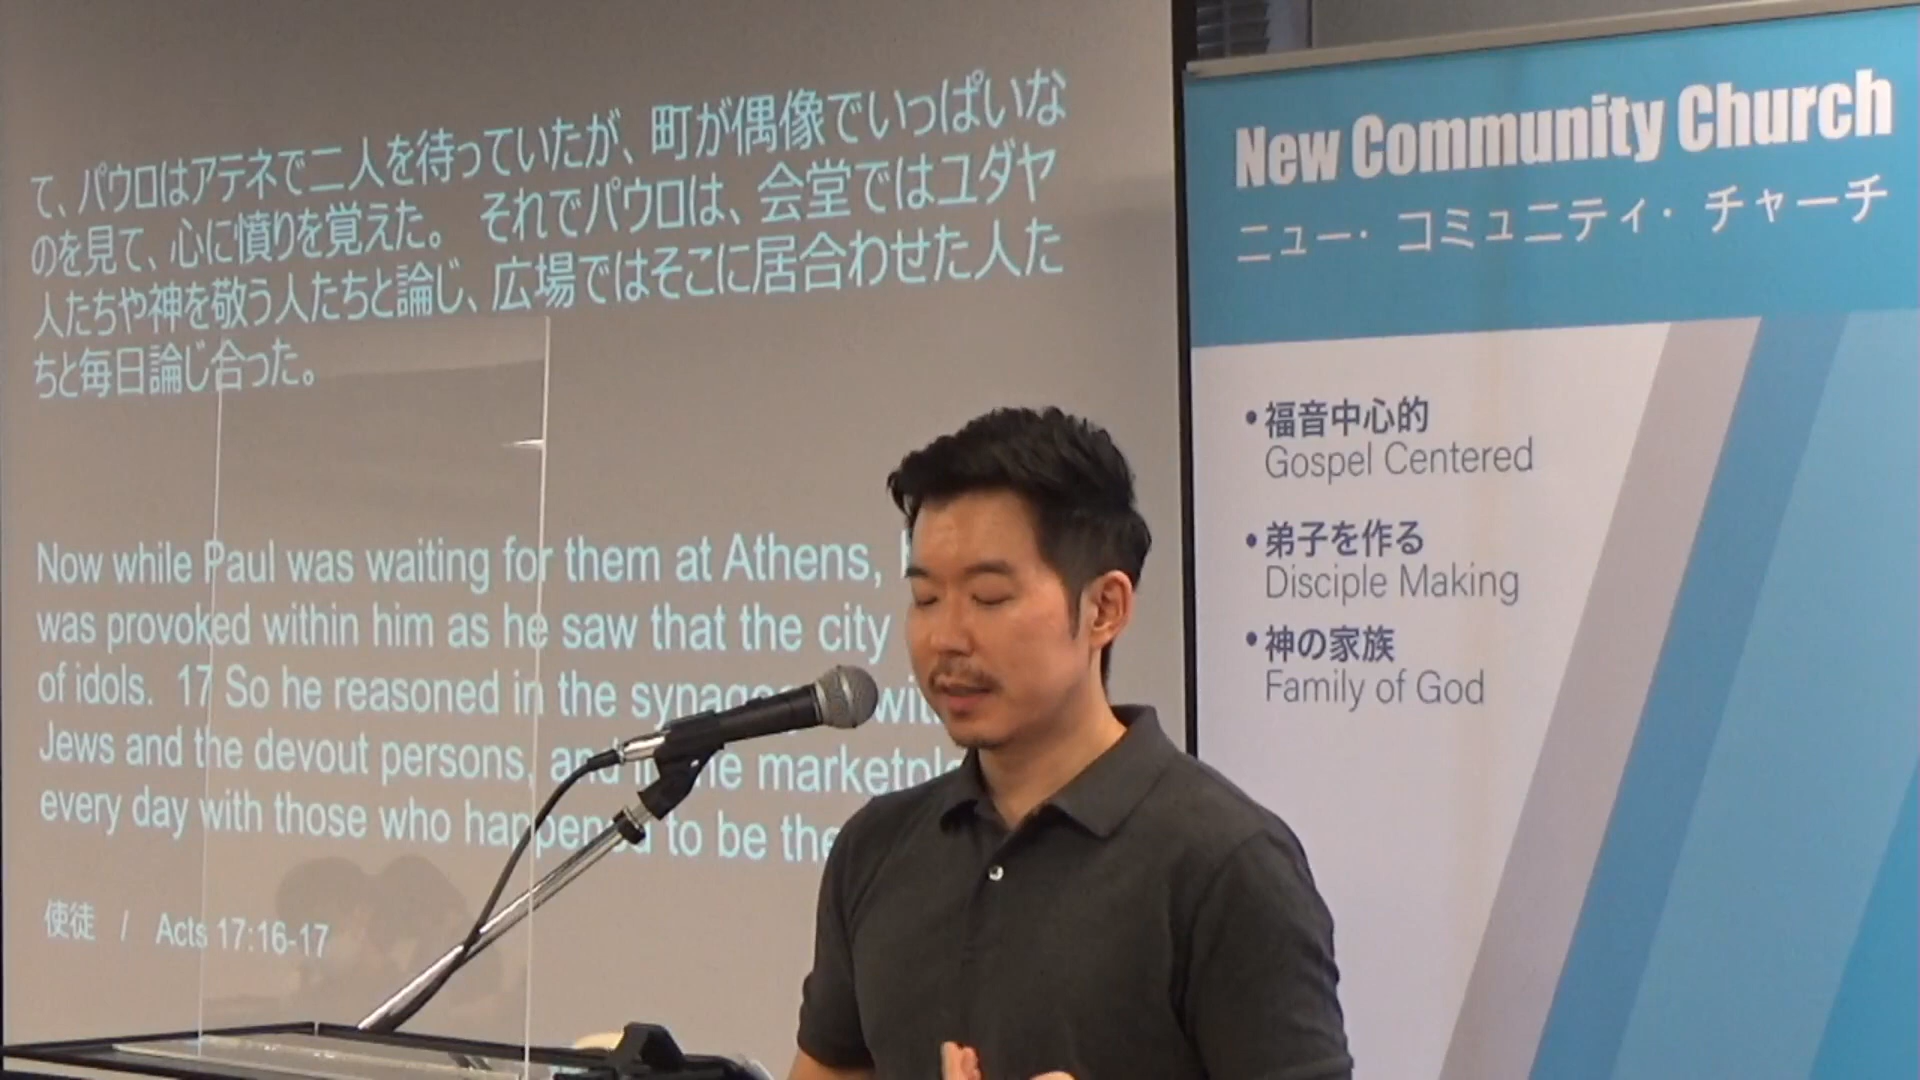 て、パウロはアテネで二人を待っていたが、町が偶像でいっぱいな
のを見て、心に憤りを覚えた。 それでパウロは、会堂ではユダヤ
人たちや神を敬う人たちと論じ、広場ではそこに居合わせた人た
ちと毎日論じ合った。
Now while Paul was waiting for them at Athens,
was provoked within him as he saw that the city
of idols. 17 So he reasoned in the
Jews and the devout persons, and
every day with those who happened to be
使徒 / Acts 17:16-17
New Community Church
ニュー・コミュニティ・チャーチ
•福音中心的
Gospel Centered
•弟子を作る
Disciple Making
•神の家族
Family of God